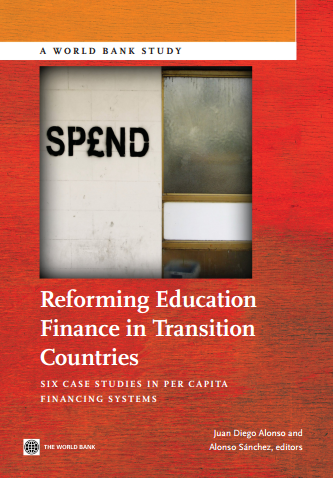 A WORLD BANK STUDY
SP£ND
Reforming Education
Finance in Transition
Countries
SIX CASE STUDIES IN PER CAPITA
FINANCING SYSTEMS
Juan Diego Alonso and
Alonso Sánchez, editors
THE WORLD BANK